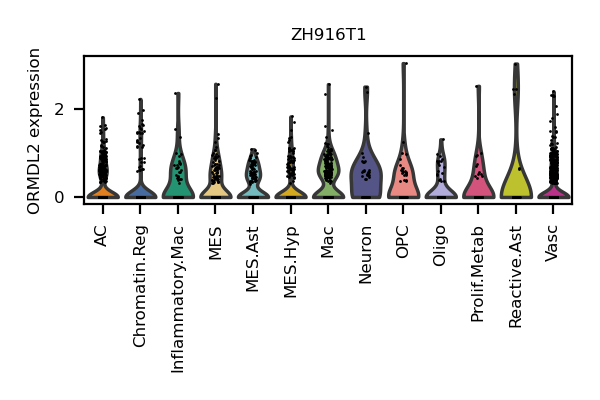 ZH916T1
ORMDL2 expression
2
0
AC
Chromatin.Reg
Inflammatory.Mac
MES
MES.Ast
MES.Hyp
Mac
Neuron
OPC
Oligo
Prolif.Metab
Reactive.Ast
Vasc